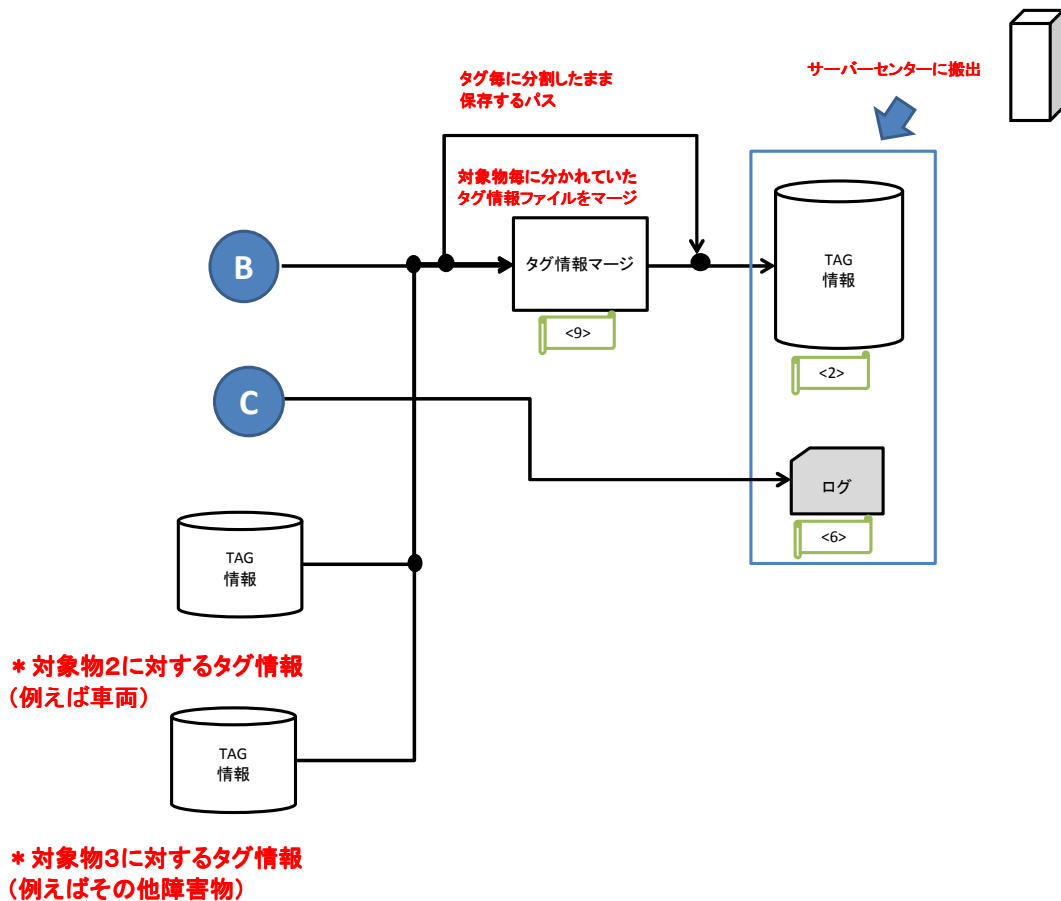 サーバーセンターに搬出
タグ毎に分割したまま
保存するパス
対象物毎に分かれていた
タグ情報ファイルをマージ
B
タグ情報マージ
<9>
TAG
情報
<2>
C
ログ
<6>
TAG
情報
* 対象物2に対するタグ情報
(例えば車両)
TAG
情報
* 対象物3に対するタグ情報
(例えばその他障害物)